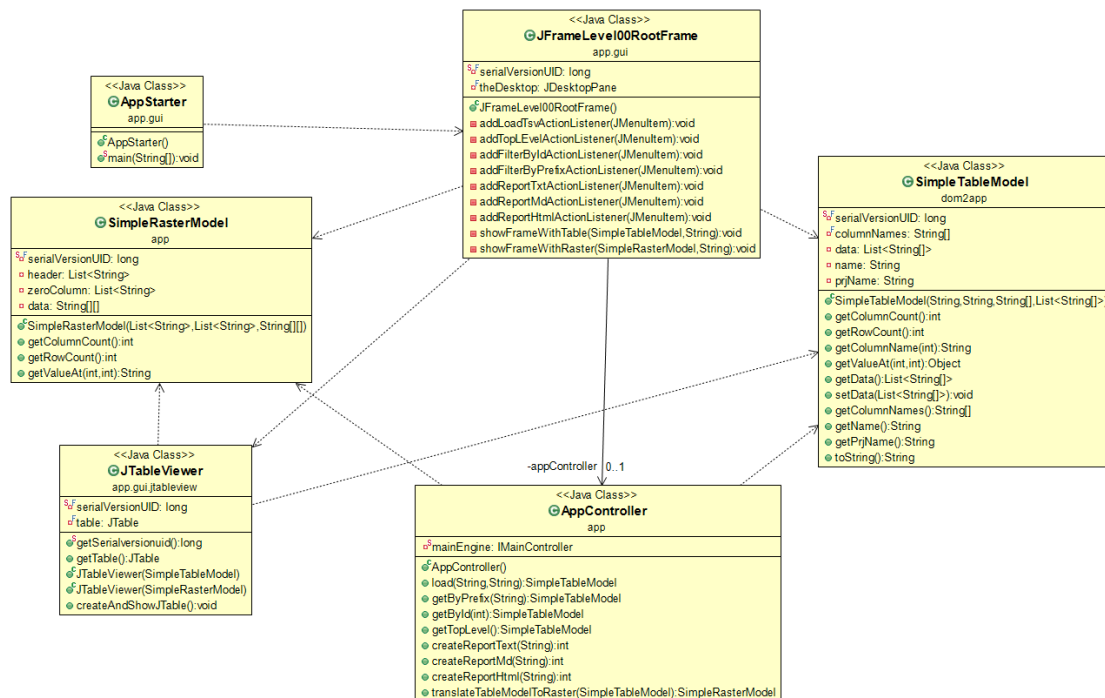 <<Java Class>>
JFrameLevel00RootFrame
app.gui
serialVersionUID: long
theDesktop: JDesktopPane
JFrameLevel00RootFrame()
addLoadTsvActionListener(JMenuItem):void
addTopLEvelActionListener(JMenuItem):void
addFilterByIdActionListener(JMenuItem):void
addFilterByPrefixActionListener(JMenuItem):void
addReportTxtActionListener(JMenuItem):void
addReportMdActionListener(JMenuItem):void
addReportHtmlActionListener(JMenuItem):void
showFrameWithTable(SimpleTableModel,String):void
showFrameWithRaster(SimpleRasterModel,String):void
<<Java Class>>
AppStarter
app.gui
AppStarter()
main(String[]):void
<<Java Class>>
SimpleTableModel
dom2app
serialVersionUID: long
columnNames: String[]
data: List<String[]>
name: String
prjName: String
SimpleTableModel(String,String,String[],List<String[]>)
getColumnCount():int
getRowCount():int
getColumnName(int):String
getValueAt(int,int):Object
getData():List<String[]>
setData(List<String[]>):void
getColumnNames():String[]
getName():String
getPrjName():String
toString():String
<<Java Class>>
SimpleRasterModel
app
serialVersionUID: long
header: List<String>
zeroColumn: List<String>
data: String[][]
SimpleRasterModel(List<String>,List<String>,String[][])
getColumnCount():int
getRowCount():int
getValueAt(int,int):String
<<Java Class>>
JTableViewer
app.gui.jtableview
serialVersionUID: long
table: JTable
getSerialversionuid():long
getTable():JTable
JTableViewer(SimpleTableModel)
JTableViewer(SimpleRasterModel)
createAndShowJTable():void
-appController 0..1
<<Java Class>>
AppController
app
mainEngine: IMainController
AppController()
load(String,String):SimpleTableModel
getByPrefix(String):SimpleTableModel
getById(int):SimpleTableModel
getTopLevel():SimpleTableModel
createReportText(String):int
createReportMd(String):int
createReportHtml(String):int
translateTableModelToRaster(SimpleTableModel):SimpleRasterModel